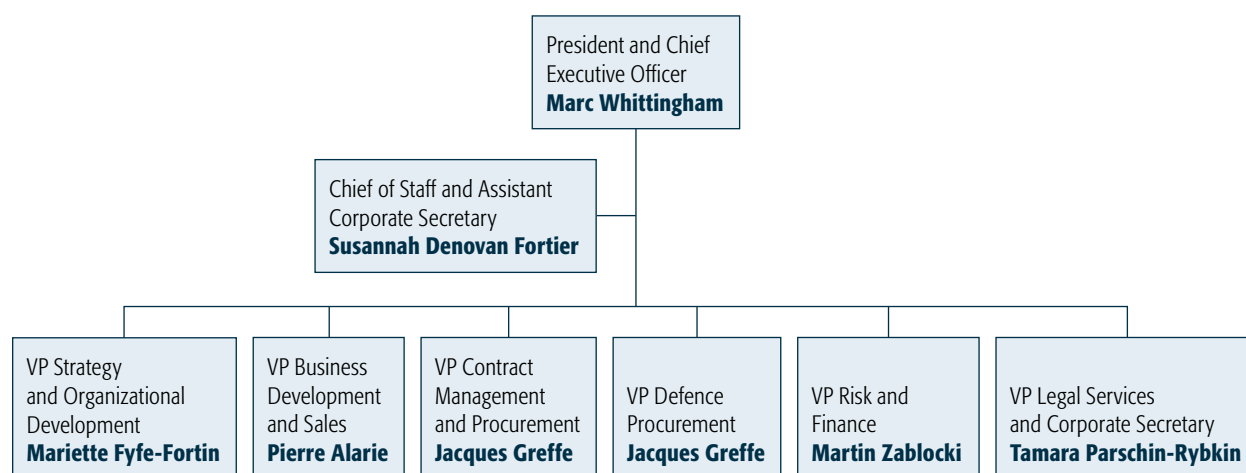 President and Chief
Executive Officer
Marc Whittingham
Chief of Staff and Assistant
Corporate Secretary
Susannah Denovan Fortier
VP Strategy
and Organizational
Development
Mariette Fyfe-Fortin
VP Business
Development
and Sales
Pierre Alarie
VP Contract
Management
and Procurement
Jacques Greffe
VP Defence
Procurement
Jacques Greffe
VP Risk and
Finance
Martin Zablocki
VP Legal Services
and Corporate Secretary
Tamara Parschin-Rybkin